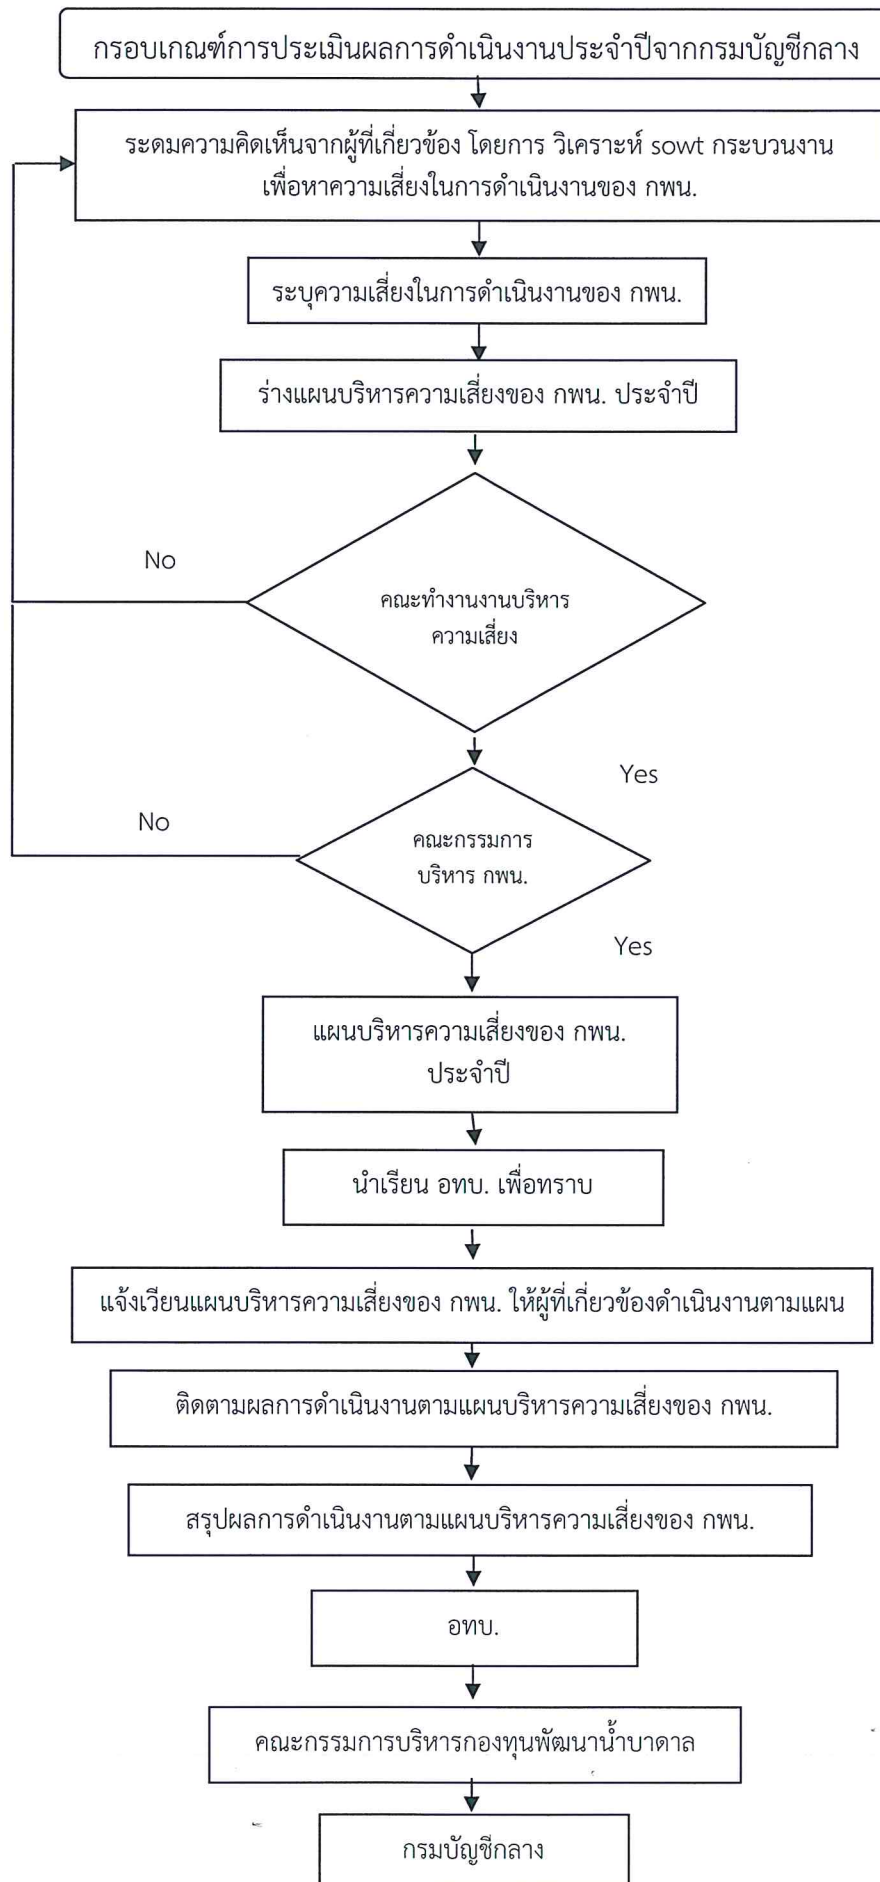 กรอบเกณฑ์การประเมินผลการดำเนินงานประจำปีจากกรมบัญชีกลาง
ระดมความคิดเห็นจากผู้ที่เกี่ยวข้อง โดยการ วิเคราะห์ sowt กระบวนงาน
เพื่อหาความเสี่ยงในการดำเนินงานของ กพน.
ระบุความเสี่ยงในการดำเนินงานของ กพน.
ร่างแผนบริหารความเสี่ยงของ กพน. ประจำปี
No
คณะทำงานงานบริหาร
ความเสี่ยง
Yes
No
คณะกรรมการ
บริหาร กพน.
Yes
แผนบริหารความเสี่ยงของ กพน.
ประจำปี
นำเรียน อทบ. เพื่อทราบ
แจ้งเวียนแผนบริหารความเสี่ยงของ กพน. ให้ผู้ที่เกี่ยวข้องดำเนินงานตามแผน
ติดตามผลการดำเนินงานตามแผนบริหารความเสี่ยงของ กพน.
สรุปผลการดำเนินงานตามแผนบริหารความเสี่ยงของ กพน.
อทบ.
คณะกรรมการบริหารกองทุนพัฒนาน้ำบาดาล
กรมบัญชีกลาง